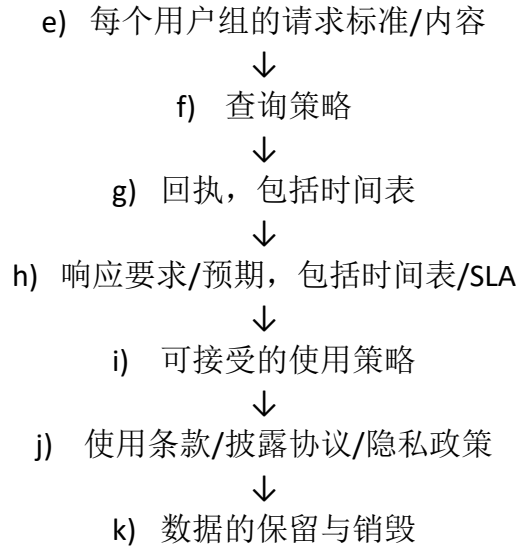 e) 每个用户组的请求标准/内容
↓
f) 查询策略
↓
g) 回执，包括时间表
↓
h) 响应要求/预期，包括时间表/SLA
↓
i) 可接受的使用策略
↓
j) 使用条款/披露协议/隐私政策
↓
k) 数据的保留与销毁